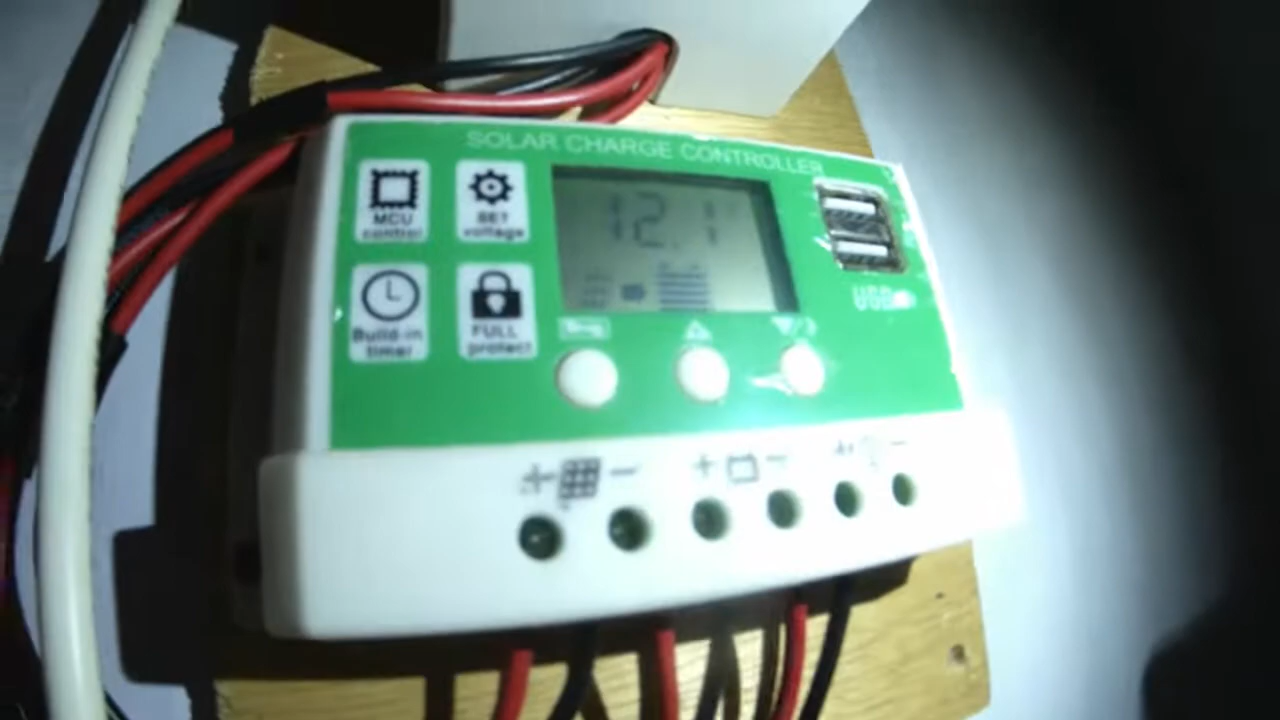 SOLAR CHARGE CONTROLLER
MCU
control
SET
voltage
12.1
Build-in
timer
FULL
protect
USB
+ -
+ -
+ -